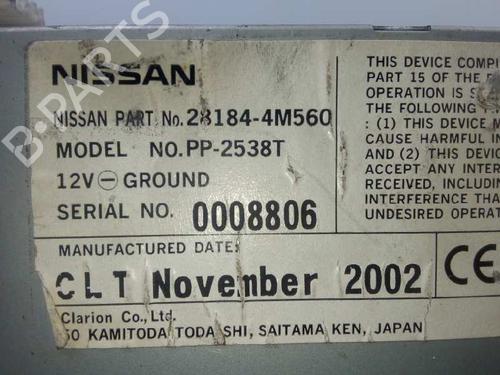 NISSAN
NISSAN PART No. 28184-4M560
MODEL NO. PP-2538T
12V ⊖ GROUND
SERIAL NO. 0008806
MANUFACTURED DATE:
CLT November 2002
Clarion Co., Ltd.
50 KAMITODA TODA SHI, SAITAMA KEN, JAPAN
THIS DEVICE COMPL
PART 15 OF THE
OPERATION IS
THE FOLLOWING
: (1) THIS DEVICE M
CAUSE HARMFUL IN
AND (2) THIS DEVI
ACCEPT ANY INTER
RECEIVED, INCLUDI
INTERFERENCE THA
UNDESIRED OPERAT
CE
B-PARTS